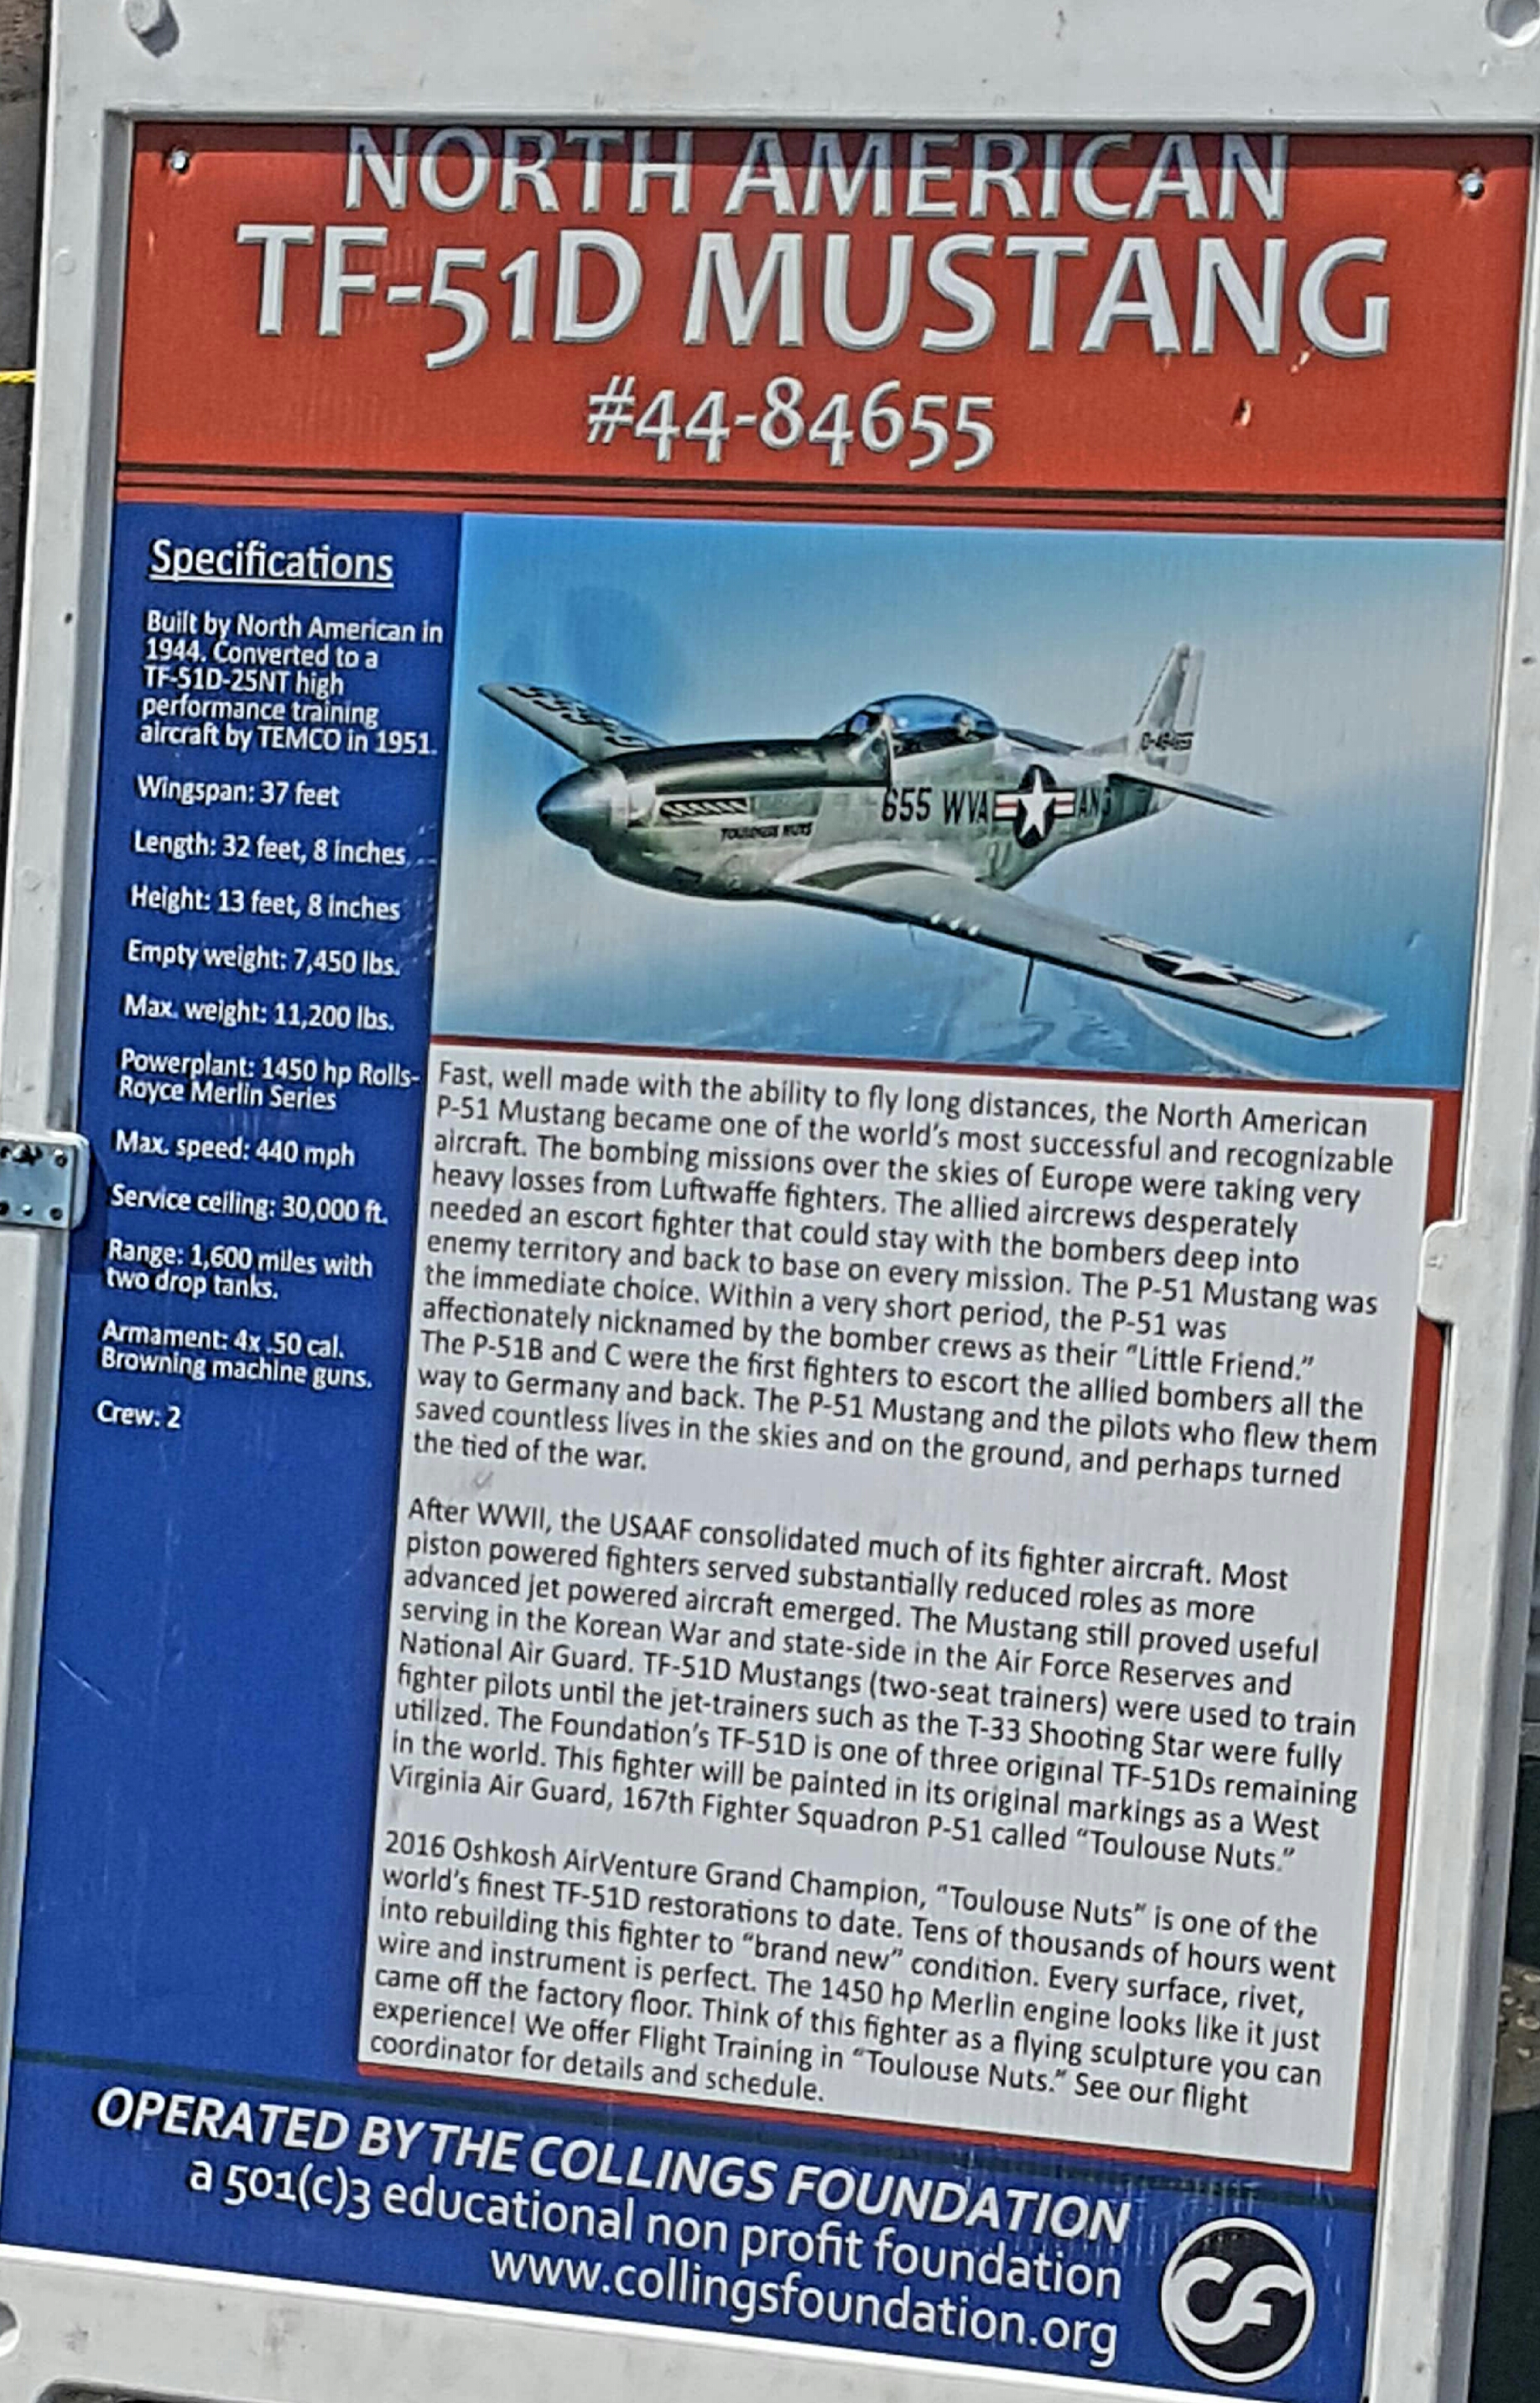 NORTH AMERICAN
TF-51D MUSTANG
#44-84655
Specifications
Built by North American in
1944. Converted to a
TF-51D-25NT high
performance training
aircraft by TEMCO in 1951.
Wingspan: 37 feet
Length: 32 feet, 8 inches
Height: 13 feet, 8 inches
Empty weight: 7,450 lbs.
Max. weight: 11,200 lbs.
Powerplant: 1450 hp Rolls-
Royce Merlin Series
Max. speed: 440 mph
Service ceiling: 30,000 ft.
Range: 1,600 miles with
two drop tanks.
Armament: 4x .50 cal.
Browning machine guns.
Crew: 2
655 WVA ANG
TOULOUSE NUTS
Fast, well made with the ability to fly long distances, the North American
P-51 Mustang became one of the world's most successful and recognizable
aircraft. The bombing missions over the skies of Europe were taking very
heavy losses from Luftwaffe fighters. The allied aircrews desperately
needed an escort fighter that could stay with the bombers deep into
enemy territory and back to base on every mission. The P-51 Mustang was
the immediate choice. Within a very short period, the P-51 was
affectionately nicknamed by the bomber crews as their "Little Friend."
The P-51B and C were the first fighters to escort the allied bombers all the
way to Germany and back. The P-51 Mustang and the pilots who flew them
saved countless lives in the skies and on the ground, and perhaps turned
the tied of the war.
After WWII, the USAAF consolidated much of its fighter aircraft. Most
piston powered fighters served substantially reduced roles as more
advanced jet powered aircraft emerged. The Mustang still proved useful
serving in the Korean War and state-side in the Air Force Reserves and
National Air Guard. TF-51D Mustangs (two-seat trainers) were used to train
fighter pilots until the jet-trainers such as the T-33 Shooting Star were fully
utilized. The Foundation's TF-51D is one of three original TF-51Ds remaining
in the world. This fighter will be painted in its original markings as a West
Virginia Air Guard, 167th Fighter Squadron P-51 called "Toulouse Nuts."
2016 Oshkosh AirVenture Grand Champion, "Toulouse Nuts" is one of the
world's finest TF-51D restorations to date. Tens of thousands of hours went
into rebuilding this fighter to "brand new" condition. Every surface, rivet,
wire and instrument is perfect. The 1450 hp Merlin engine looks like it just
came off the factory floor. Think of this fighter as a flying sculpture you can
experience! We offer Flight Training in "Toulouse Nuts." See our flight
coordinator for details and schedule.
OPERATED BY THE COLLINGS FOUNDATION
a 501(c)3 educational non profit foundation
www.collingsfoundation.org
CF